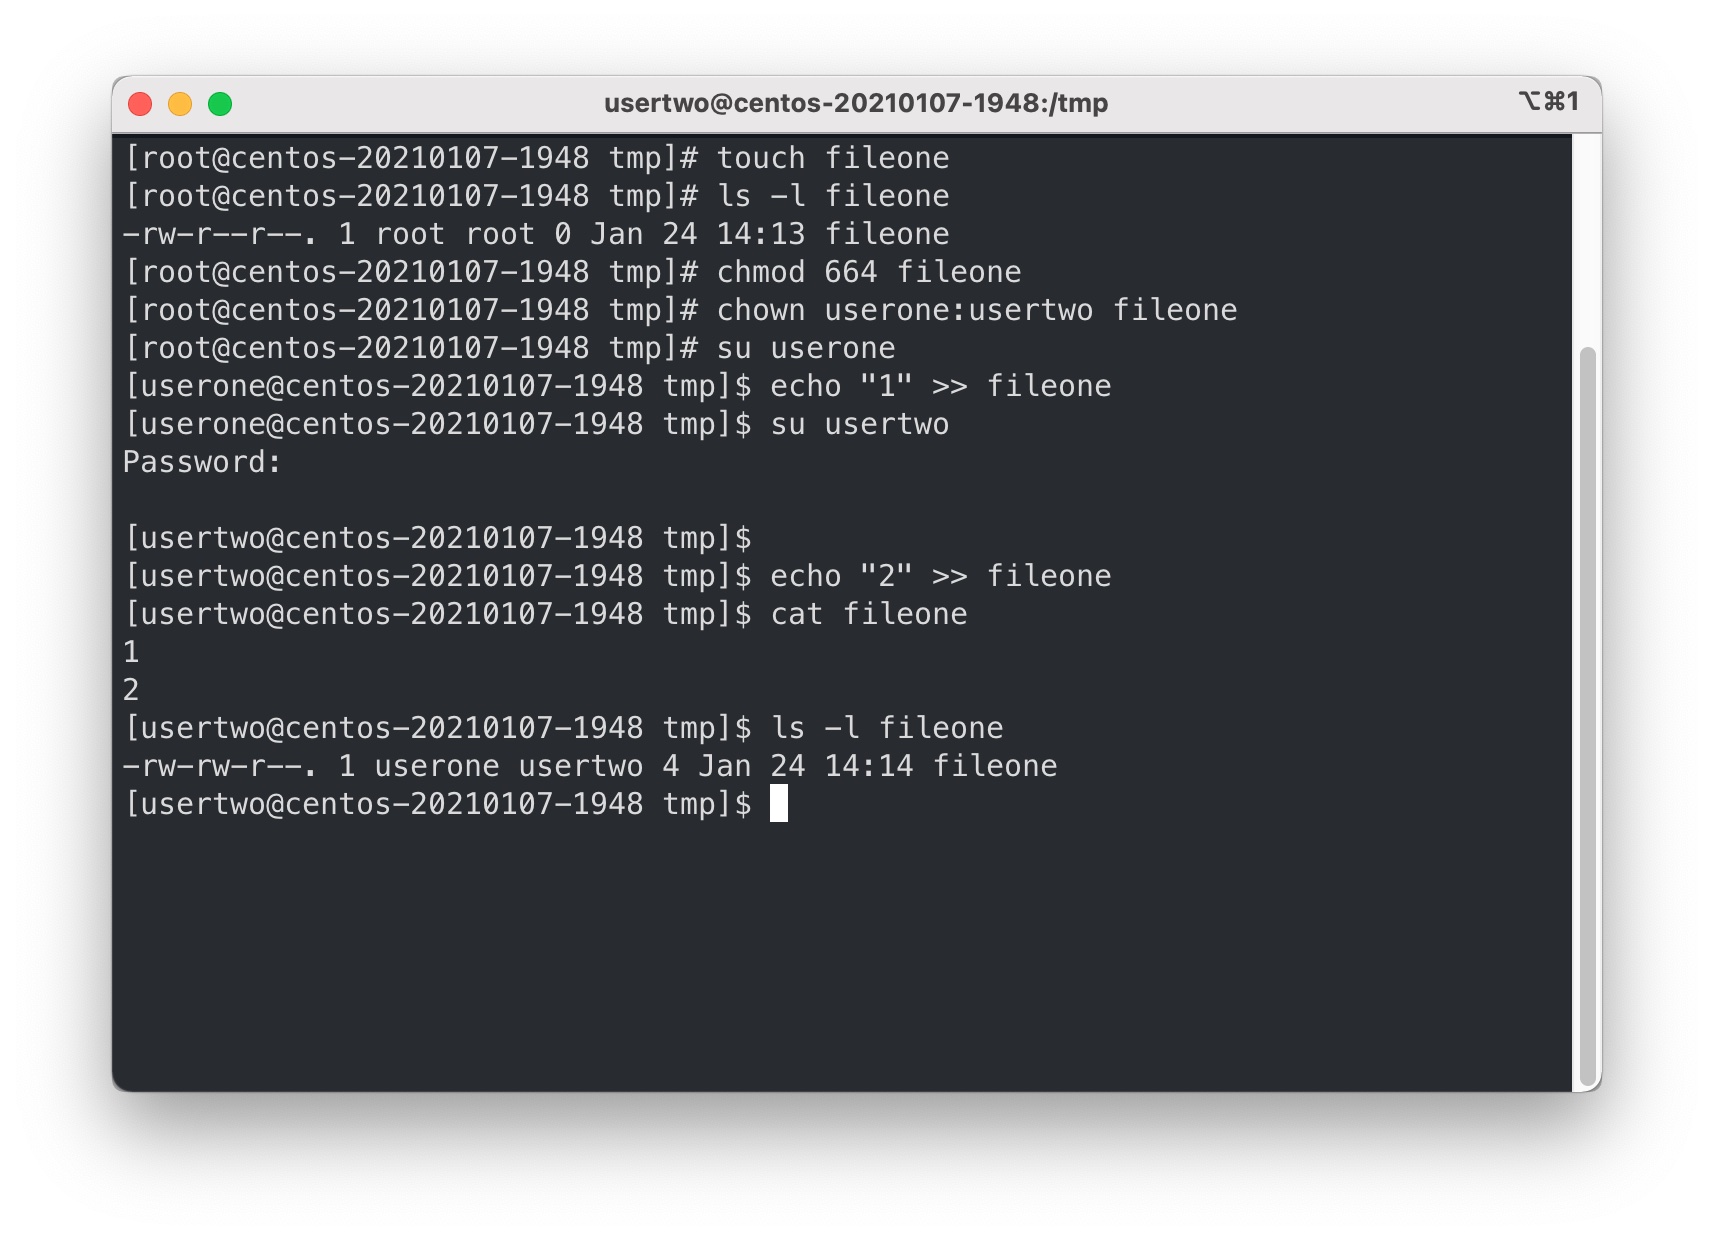 usertwo@centos-20210107-1948:/tmp ⌥⌘1
[root@centos-20210107-1948 tmp]# touch fileone
[root@centos-20210107-1948 tmp]# ls -l fileone
-rw-r--r--. 1 root root 0 Jan 24 14:13 fileone
[root@centos-20210107-1948 tmp]# chmod 664 fileone
[root@centos-20210107-1948 tmp]# chown userone:usertwo fileone
[root@centos-20210107-1948 tmp]# su userone
[userone@centos-20210107-1948 tmp]$ echo "1" >> fileone
[userone@centos-20210107-1948 tmp]$ su usertwo
Password:
[usertwo@centos-20210107-1948 tmp]$
[usertwo@centos-20210107-1948 tmp]$ echo "2" >> fileone
[usertwo@centos-20210107-1948 tmp]$ cat fileone
1
2
[usertwo@centos-20210107-1948 tmp]$ ls -l fileone
-rw-rw-r--. 1 userone usertwo 4 Jan 24 14:14 fileone
[usertwo@centos-20210107-1948 tmp]$